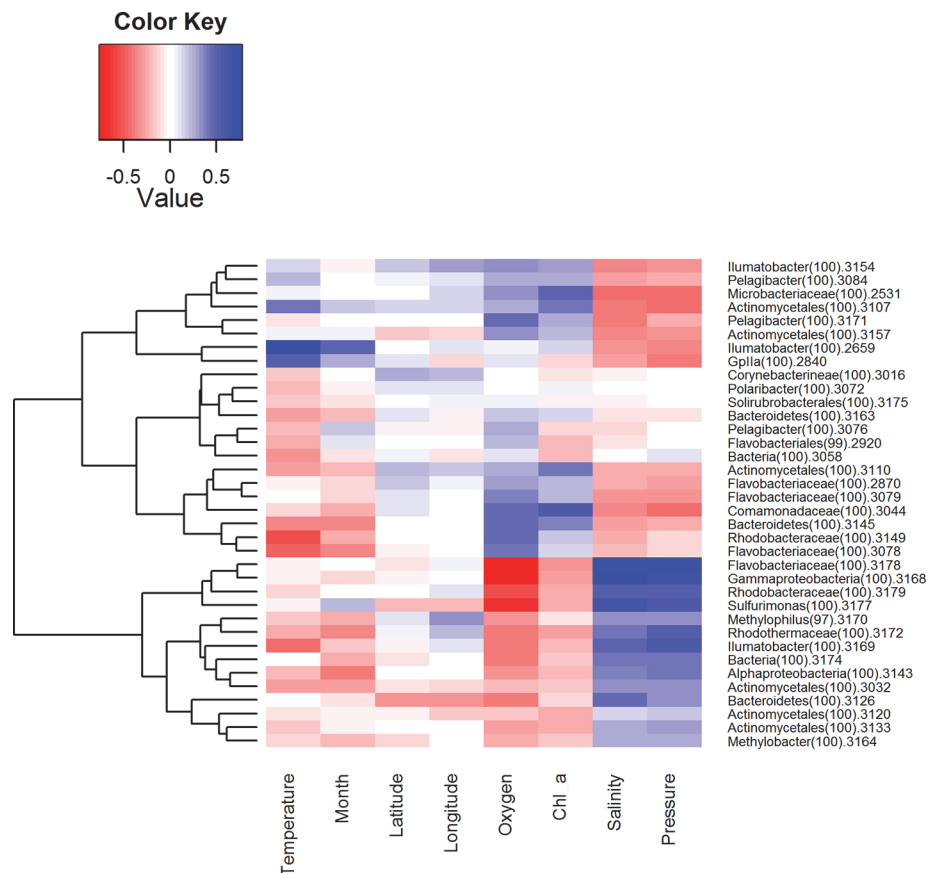 Color Key
-0.5 0 0.5
Value
Ilumatobacter(100).3154
Pelagibacter(100).3084
Microbacteriaceae(100).2531
Actinomycetales(100).3107
Pelagibacter(100).3171
Actinomycetales(100).3157
Ilumatobacter(100).2659
GpIIa(100).2840
Corynebacterineae(100).3016
Polaribacter(100).3072
Solirubrobacterales(100).3175
Bacteroidetes(100).3163
Pelagibacter(100).3076
Flavobacteriales(99).2920
Bacteria(100).3058
Actinomycetales(100).3110
Flavobacteriaceae(100).2870
Flavobacteriaceae(100).3079
Comamonadaceae(100).3044
Bacteroidetes(100).3145
Rhodobacteraceae(100).3149
Flavobacteriaceae(100).3078
Flavobacteriaceae(100).3178
Gammaproteobacteria(100).3168
Rhodobacteraceae(100).3179
Sulfurimonas(100).3177
Methylophilus(97).3170
Rhodothermaceae(100).3172
Ilumatobacter(100).3169
Bacteria(100).3174
Alphaproteobacteria(100).3143
Actinomycetales(100).3032
Bacteroidetes(100).3126
Actinomycetales(100).3120
Actinomycetales(100).3133
Methylobacter(100).3164
Temperature
Month
Latitude
Longitude
Oxygen
Chl a
Salinity
Pressure